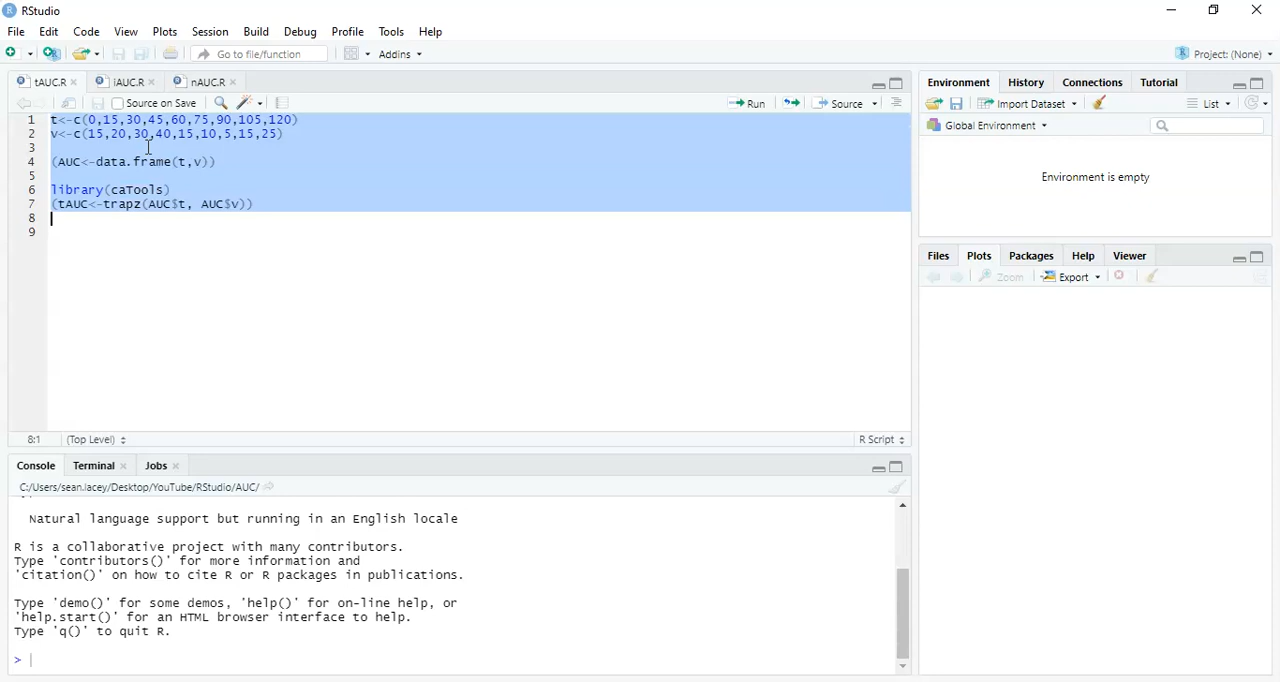 RStudio
File Edit Code View Plots Session Build Debug Profile Tools Help
Go to file/function Addins Project: (None)
tAUC.R iAUC.R nAUC.R
Source on Save Run Source
1 t<-c(0,15,30,45,60,75,90,105,120)
2 v<-c(15,20,30,40,15,10,5,15,25)
3
4 (AUC<-data.frame(t,v))
5
6 library(caTools)
7 (tAUC<-trapz(AUC$t, AUC$v))
8
9
8:1 (Top Level) R Script
Console Terminal Jobs
C:/Users/sean.lacey/Desktop/YouTube/RStudio/AUC/
Natural language support but running in an English locale
R is a collaborative project with many contributors.
Type 'contributors()' for more information and
'citation()' on how to cite R or R packages in publications.
Type 'demo()' for some demos, 'help()' for on-line help, or
'help.start()' for an HTML browser interface to help.
Type 'q()' to quit R.
>
Environment History Connections Tutorial
Import Dataset List
Global Environment
Environment is empty
Files Plots Packages Help Viewer
Zoom Export